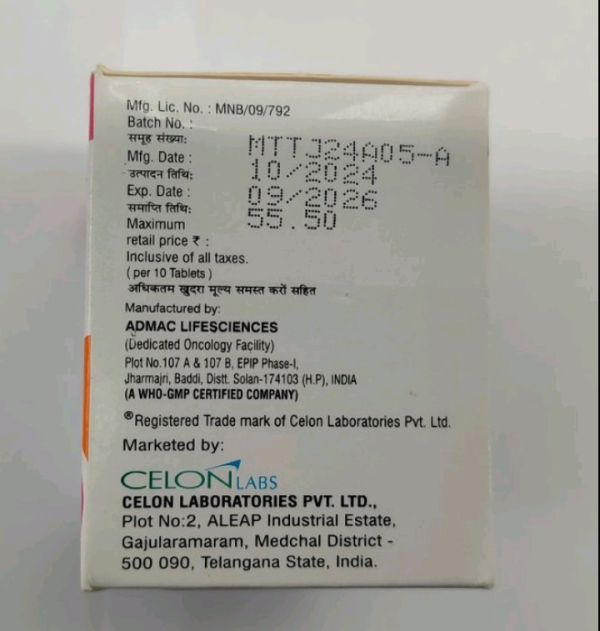 Mfg. Lic. No. : MNB/09/792
Batch No. :
समूह संख्या: MTTJ24A05-A
Mfg. Date : 10/2024
उत्पादन तिथि:
Exp. Date : 09/2026
समाप्ति तिथि:
Maximum 55.50
retail price ₹ :
Inclusive of all taxes.
( per 10 Tablets )
अधिकतम खुदरा मूल्य समस्त करों सहित
Manufactured by:
ADMAC LIFESCIENCES
(Dedicated Oncology Facility)
Plot No.107 A & 107 B, EPIP Phase-I,
Jharmajri, Baddi, Distt. Solan-174103 (H.P), INDIA
(A WHO-GMP CERTIFIED COMPANY)
®Registered Trade mark of Celon Laboratories Pvt. Ltd.
Marketed by:
CELON LABS
CELON LABORATORIES PVT. LTD.,
Plot No:2, ALEAP Industrial Estate,
Gajularamaram, Medchal District -
500 090, Telangana State, India.